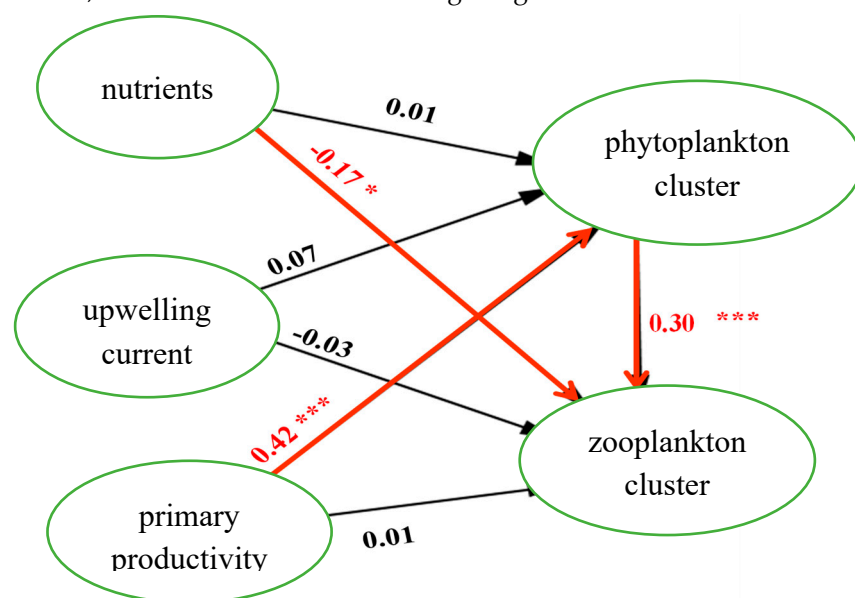 nutrients
0.01
phytoplankton
cluster
-0.17 *
0.07
upwelling
current
-0.03
0.30 ***
0.42 ***
zooplankton
cluster
primary
productivity
0.01